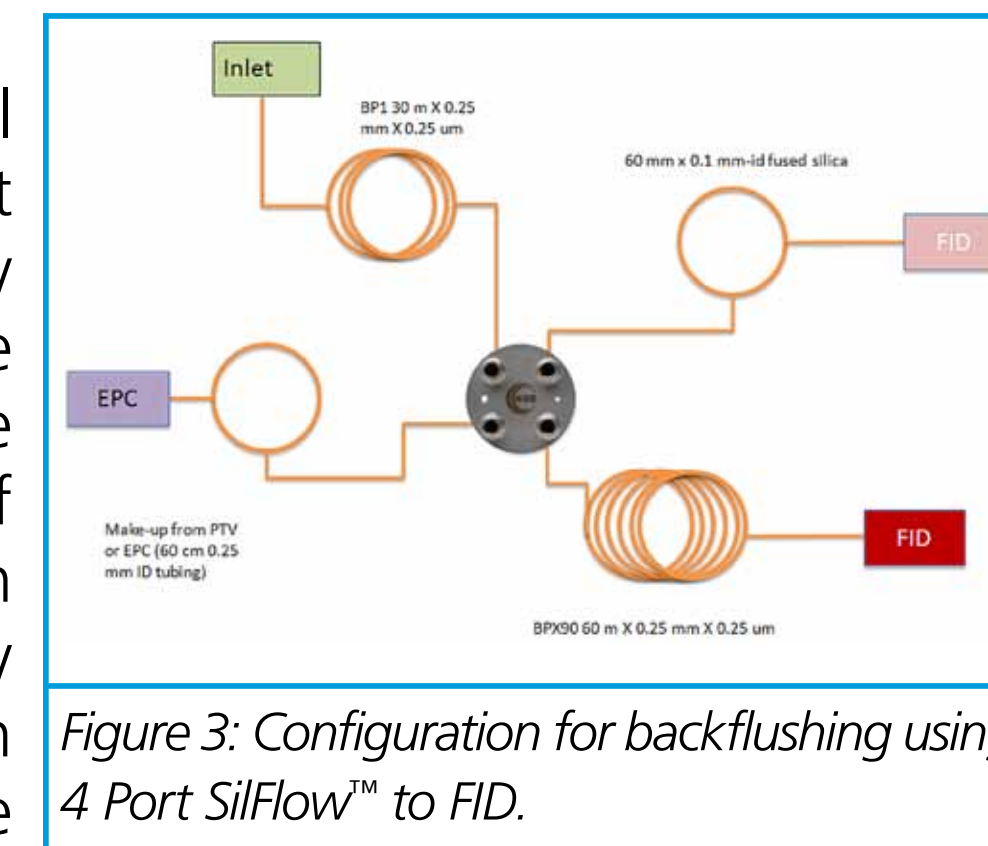 Inlet
BP1 30 m X 0.25
mm X 0.25 um
60 mm x 0.1 mm-id fused silica
FID
EPC
Make-up from PTV
or EPC (60 cm 0.25
mm ID tubing)
FID
BPX90 60 m X 0.25 mm X 0.25 um
Figure 3: Configuration for backflushing using
4 Port SilFlow™ to FID.